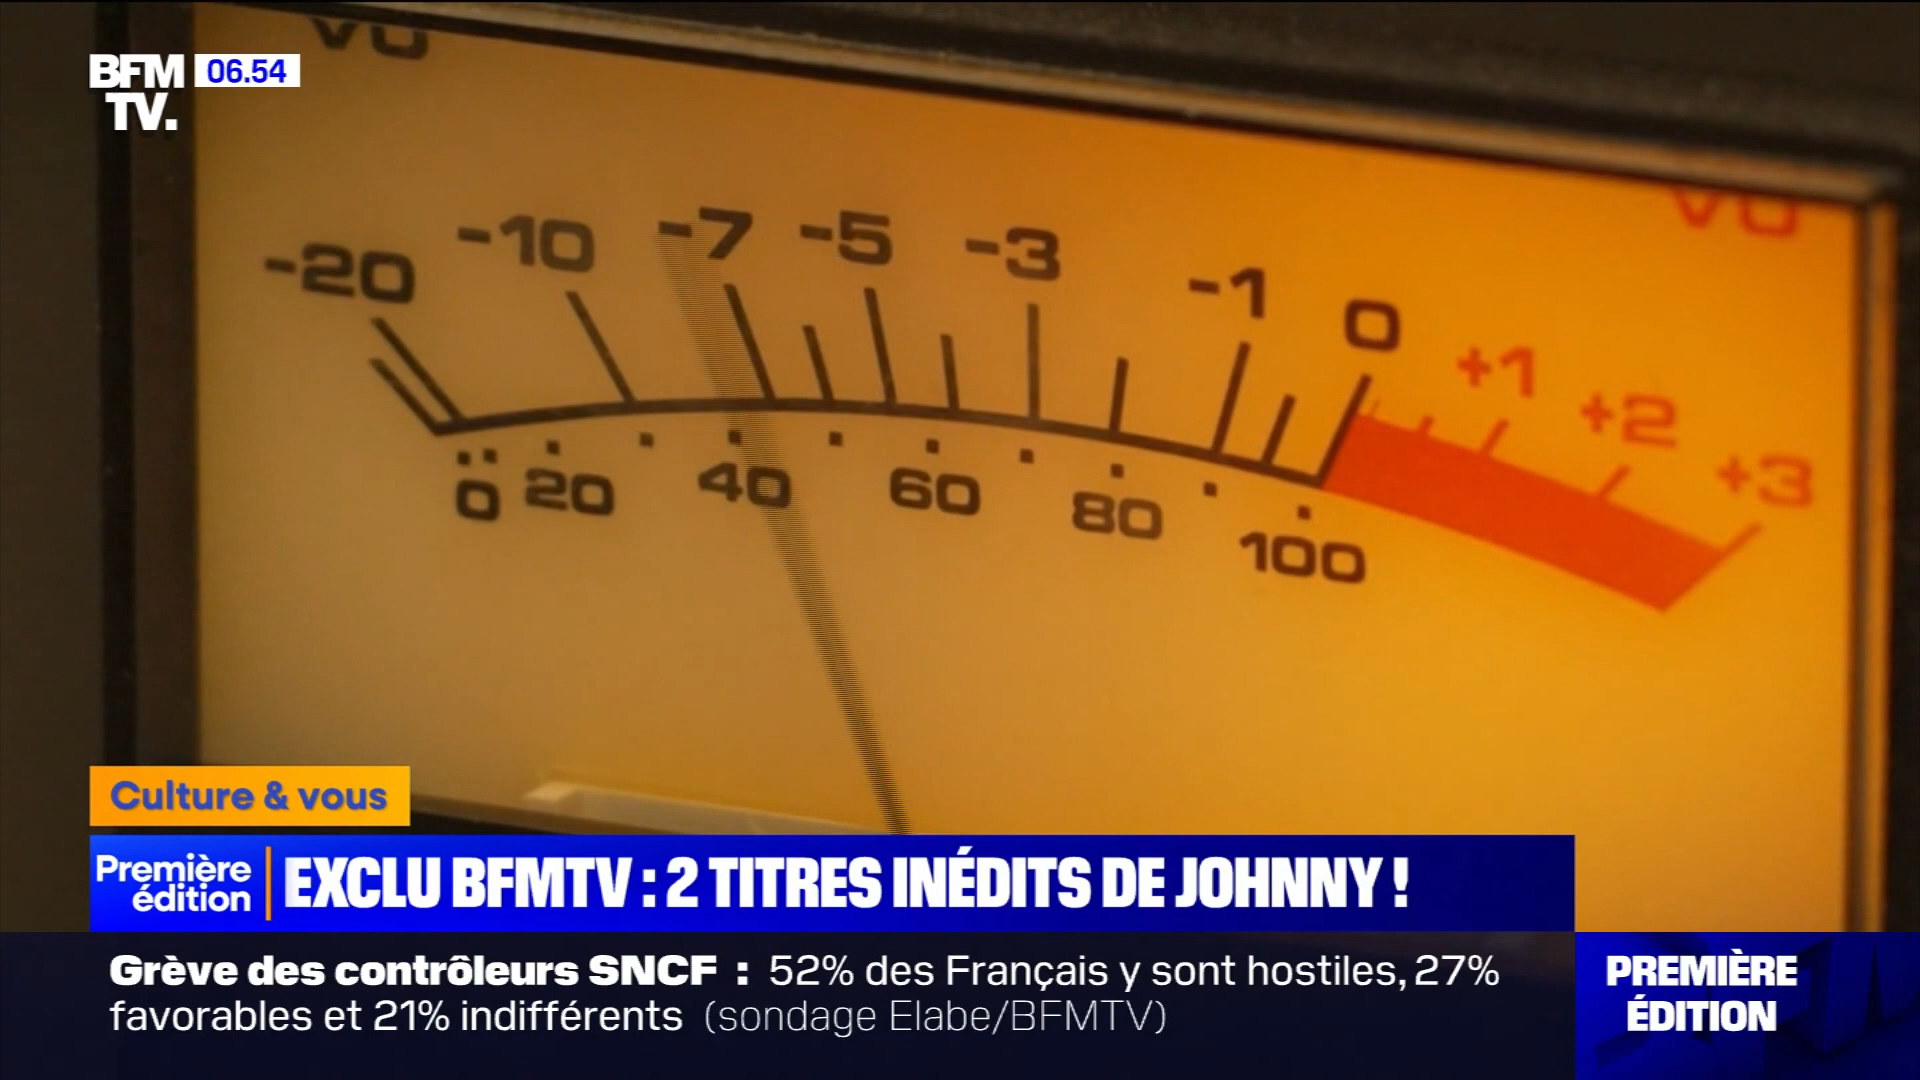 VU
BFM
TV.
06.54
-20 -10 -7 -5 -3 -1 0 +1 +2 +3
VU
0 20 40 60 80 100
Culture & vous
Première
édition
EXCLU BFMTV : 2 TITRES INÉDITS DE JOHNNY !
Grève des contrôleurs SNCF : 52% des Français y sont hostiles, 27%
favorables et 21% indifférents (sondage Elabe/BFMTV)
PREMIÈRE
ÉDITION